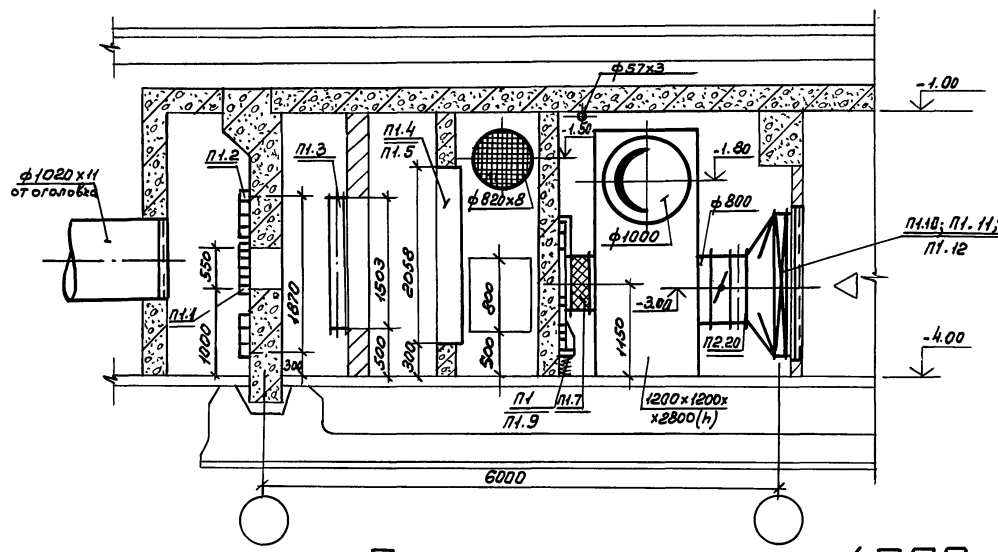 ф57х3
-1.00
П1.4
П1.5
-1.50
П1.2
П1.3
-1.80
ф1020х11
от оголовка
ф820х8
ф800
ф1000
П1.10; П1.11;
П1.12
550
1870
1503
2058
800
-3.00
П1.1
1000
300
500
300
500
1150
П2.20
-4.00
П1
П1.9
П1.7
1200х1200х
х2800(h)
6000